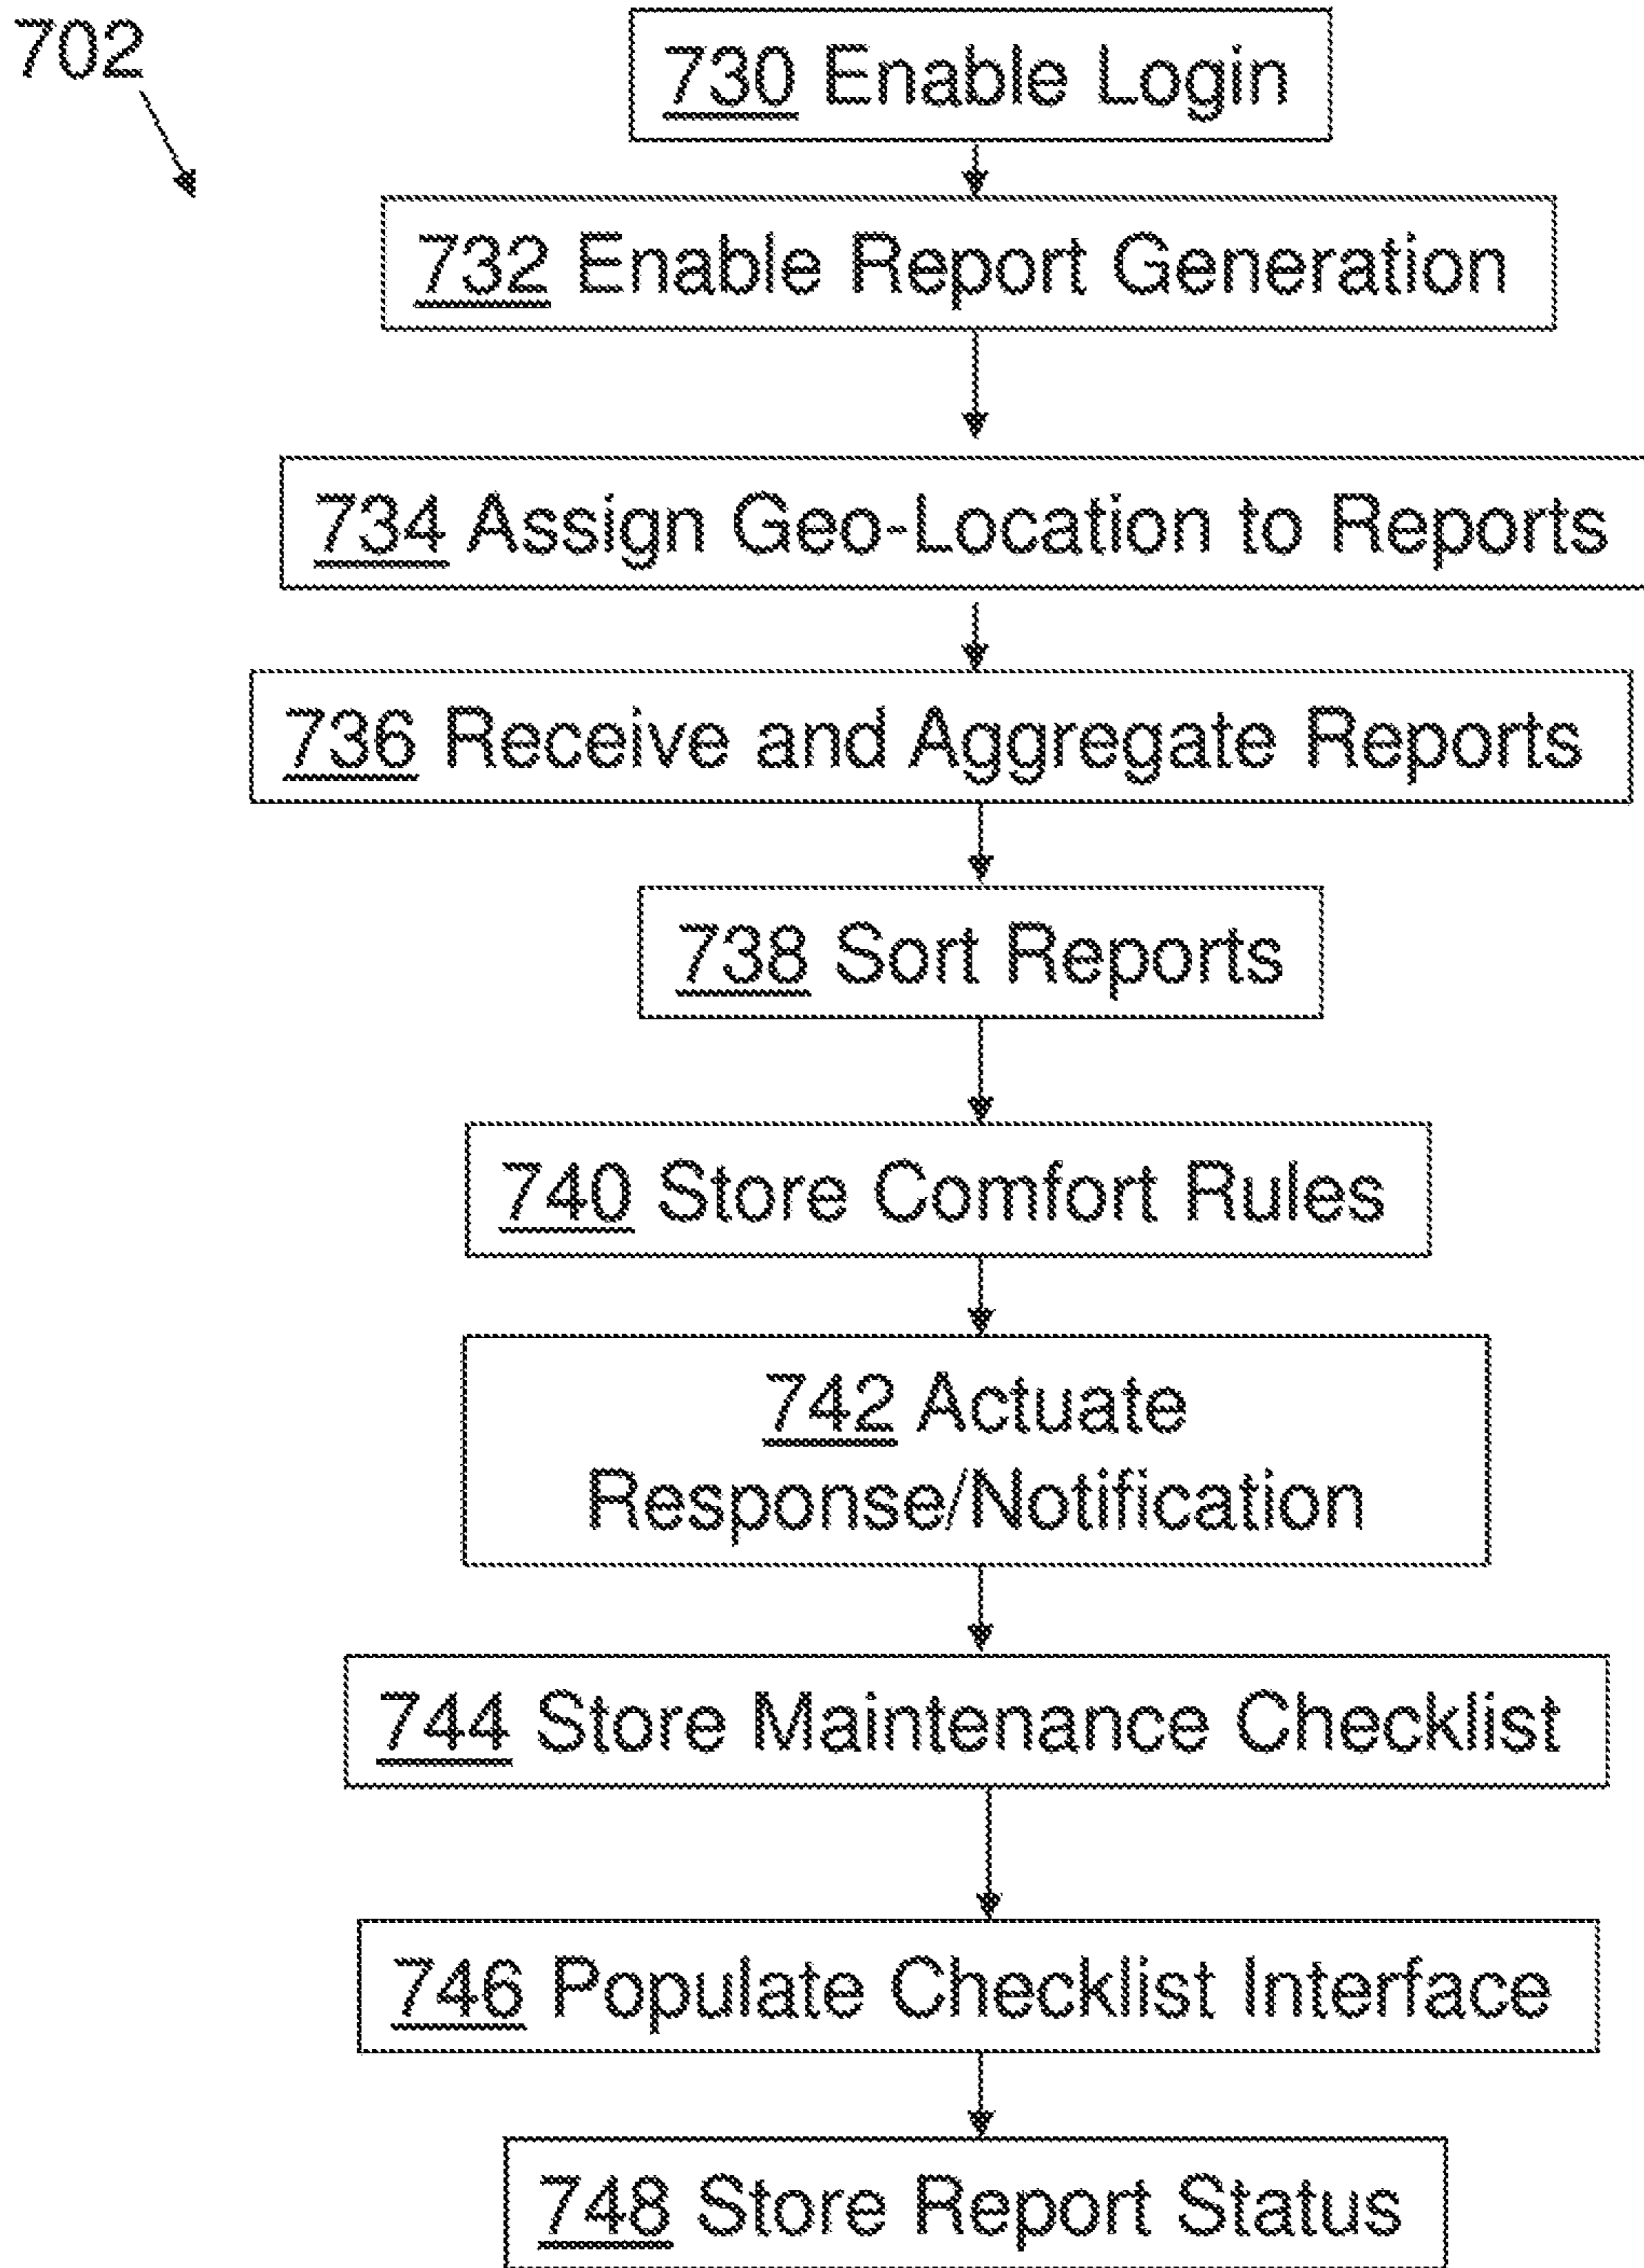 702
730 Enable Login
732 Enable Report Generation
734 Assign Geo-Location to Reports
736 Receive and Aggregate Reports
738 Sort Reports
740 Store Comfort Rules
742 Actuate
Response/Notification
744 Store Maintenance Checklist
746 Populate Checklist Interface
748 Store Report Status